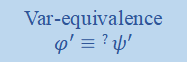 Var-equivalence
φ′ ≡ ? ψ′